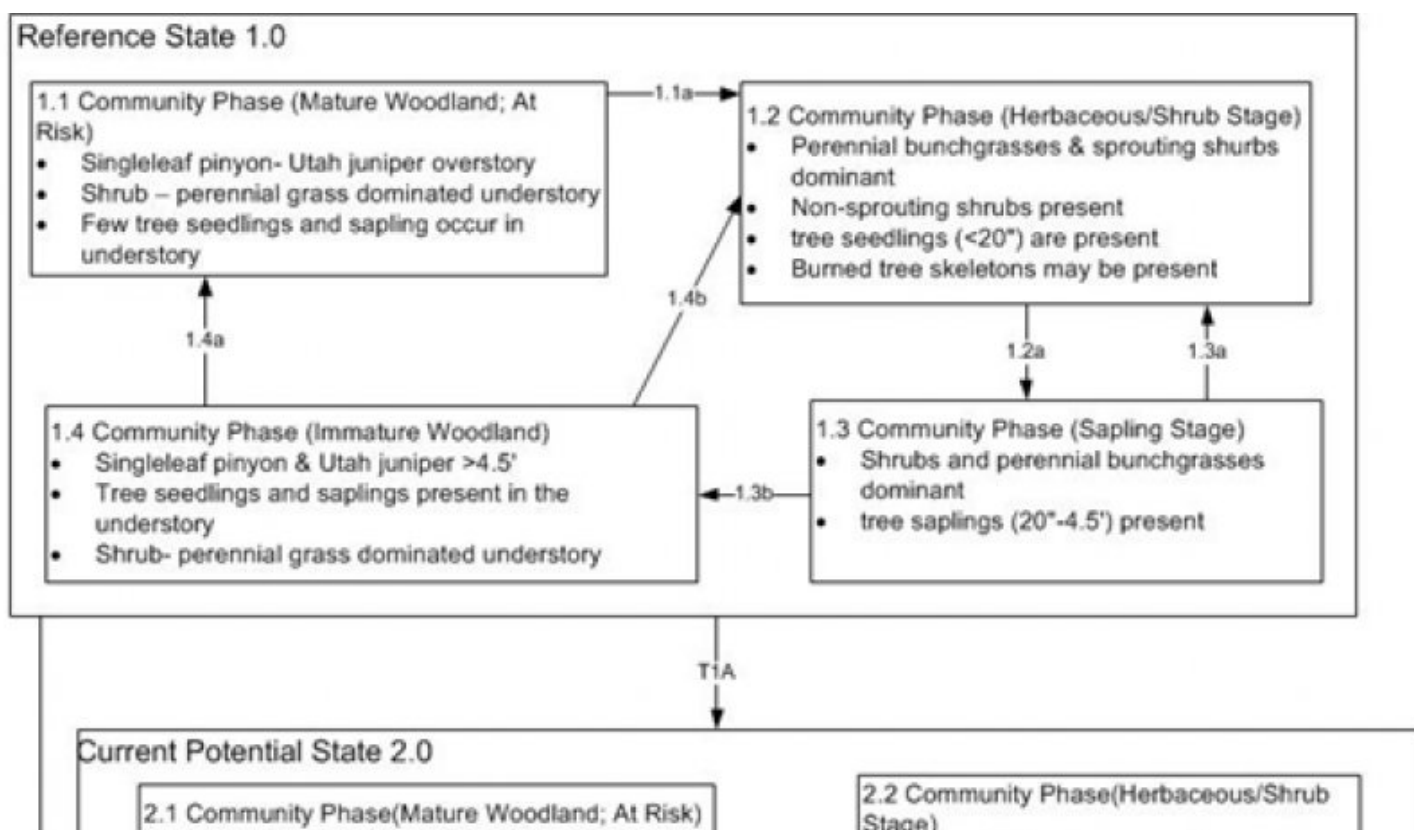 Reference State 1.0
1.1 Community Phase (Mature Woodland; At
Risk)
• Singleleaf pinyon- Utah juniper overstory
• Shrub – perennial grass dominated understory
• Few tree seedlings and sapling occur in
understory
1.1a
1.2 Community Phase (Herbaceous/Shrub Stage)
• Perennial bunchgrasses & sprouting shurbs
dominant
• Non-sprouting shrubs present
• tree seedlings (<20") are present
• Burned tree skeletons may be present
1.4b
1.4a
1.2a
1.3a
1.4 Community Phase (Immature Woodland)
• Singleleaf pinyon & Utah juniper >4.5'
• Tree seedlings and saplings present in the
understory
• Shrub- perennial grass dominated understory
1.3b
1.3 Community Phase (Sapling Stage)
• Shrubs and perennial bunchgrasses
dominant
• tree saplings (20"-4.5') present
T1A
Current Potential State 2.0
2.1 Community Phase(Mature Woodland; At Risk)
2.2 Community Phase(Herbaceous/Shrub
Stage)